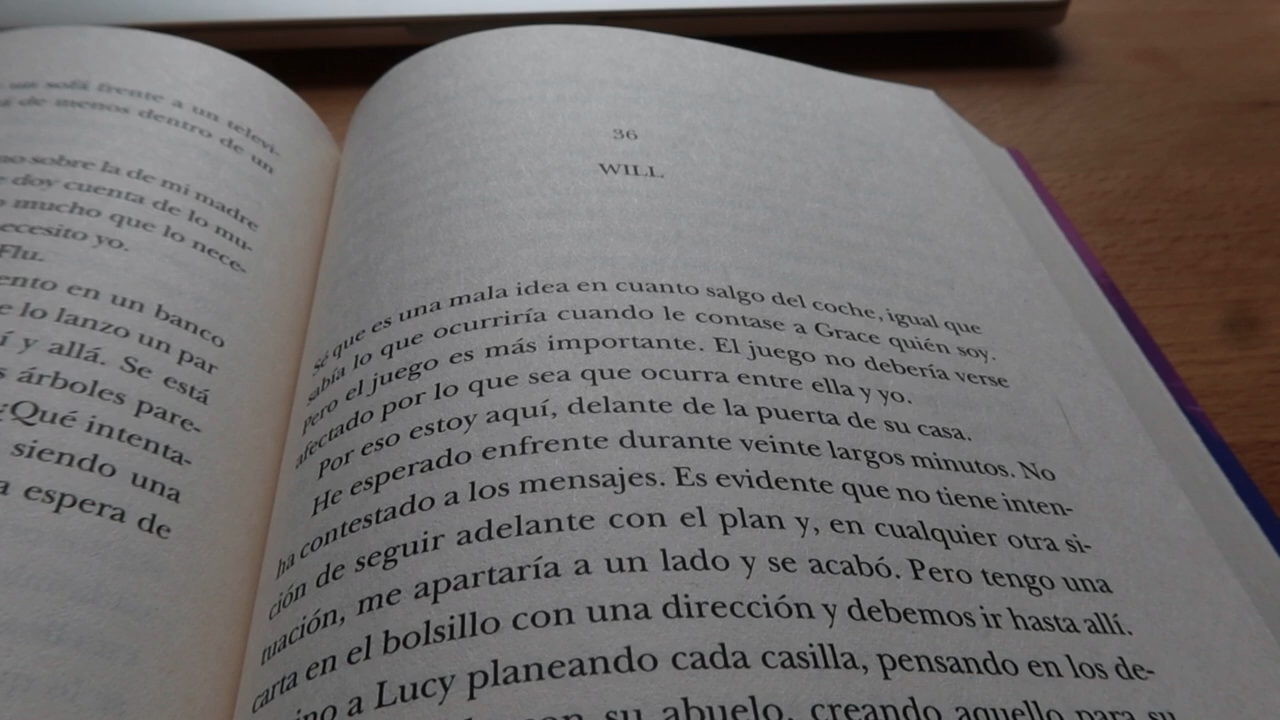 un sofá frente a un televi-
de menos dentro de un
sobre la de mi madre
doy cuenta de lo mu-
mucho que lo nece-
ecesito yo.
Flu.
ento en un banco
e lo lanzo un par
í y allá. Se está
s árboles pare-
¿Qué intenta-
siendo una
a espera de
36
WILL
Sé que es una mala idea en cuanto salgo del coche, igual que
sabía lo que ocurriría cuando le contase a Grace quién soy.
Pero el juego es más importante. El juego no debería verse
afectado por lo que sea que ocurra entre ella y yo.
Por eso estoy aquí, delante de la puerta de su casa.
He esperado enfrente durante veinte largos minutos. No
ha contestado a los mensajes. Es evidente que no tiene inten-
ción de seguir adelante con el plan y, en cualquier otra si-
tuación, me apartaría a un lado y se acabó. Pero tengo una
carta en el bolsillo con una dirección y debemos ir hasta allí.
ino a Lucy planeando cada casilla, pensando en los de-
con su abuelo, creando aquello para su